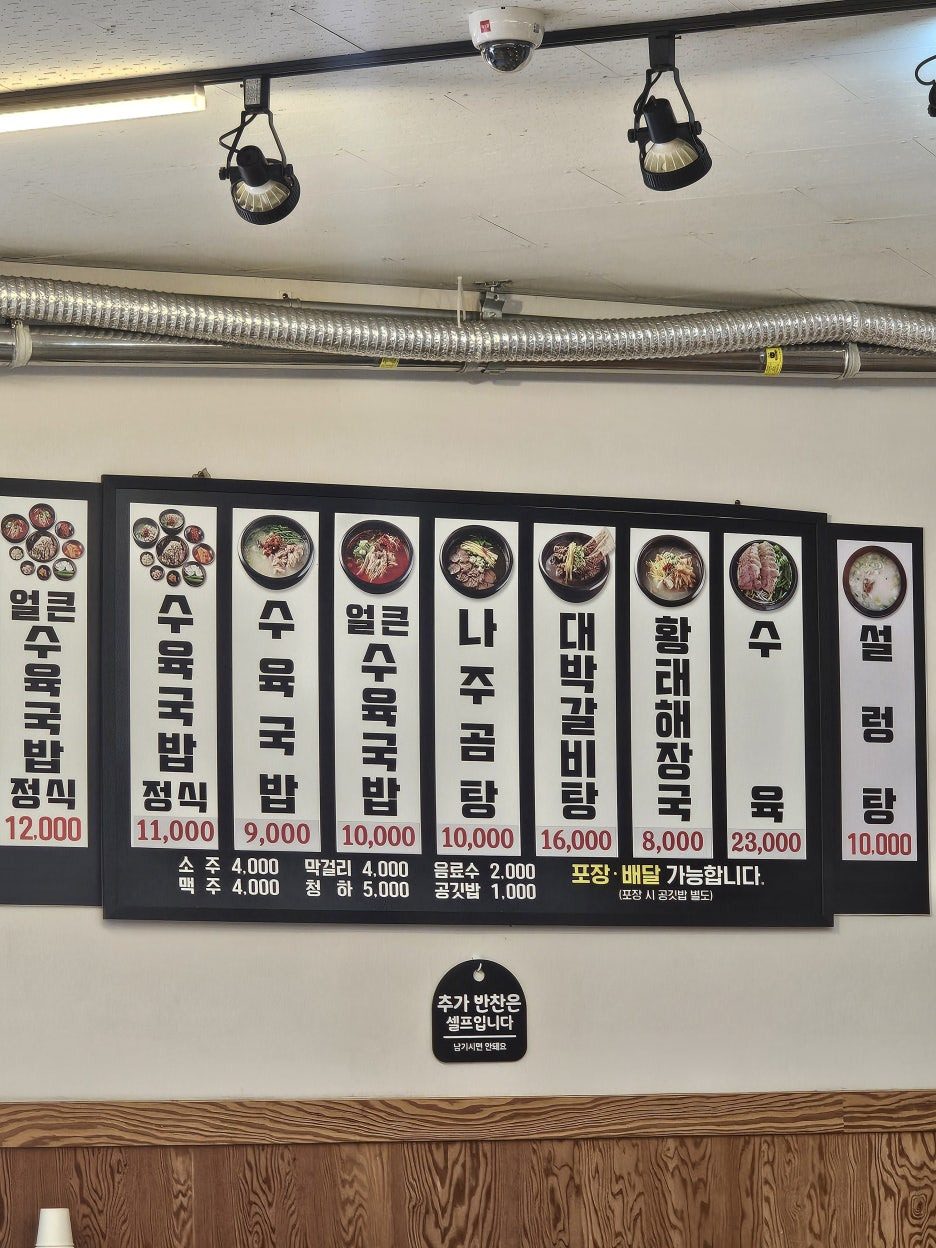 얼큰
수육국밥
정식
12.000
수육국밥
정식
11,000
수육국밥
9,000
얼큰
수육국밥
10,000
나주곰탕
10,000
대박갈비탕
16,000
황태해장국
8,000
수육
23,000
설렁탕
10,000
소 주 4,000 막걸리 4,000 음료수 2,000
맥 주 4,000 청 하 5,000 공깃밥 1,000
포장·배달 가능합니다.
(포장 시 공깃밥 별도)
추가 반찬은
셀프입니다
남기시면 안돼요